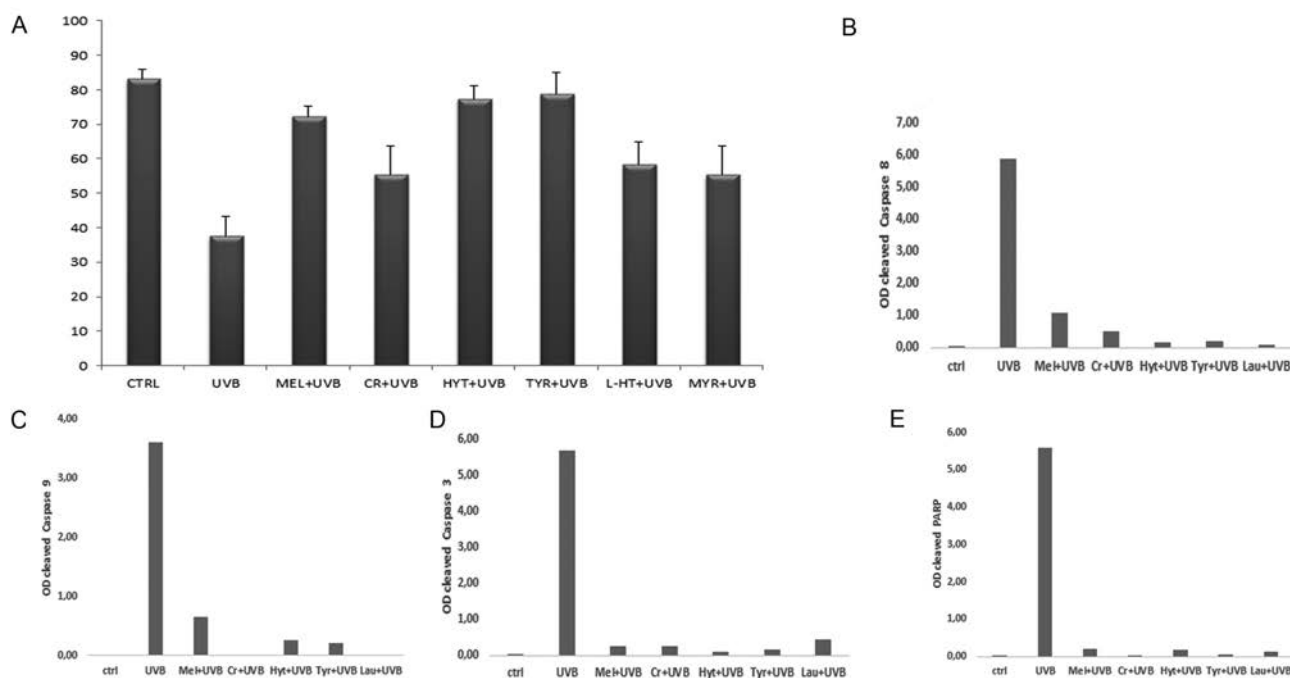 A
100
90
80
70
60
50
40
30
20
10
0
CTRL UVB MEL+UVB CR+UVB HYT+UVB TYR+UVB L-HT+UVB MYR+UVB
B
OD cleaved Caspase 8
7,00
6,00
5,00
4,00
3,00
2,00
1,00
0,00
ctrl UVB Mel+UVB Cr+UVB Hyt+UVB Tyr+UVB Lau+UVB
C
OD cleaved Caspase 9
4,00
3,00
2,00
1,00
0,00
ctrl UVB Mel+UVB Cr+UVB Hyt+UVB Tyr+UVB Lau+UVB
D
OD cleaved Caspase 3
6,00
5,00
4,00
3,00
2,00
1,00
0,00
ctrl UVB Mel+UVB Cr+UVB Hyt+UVB Tyr+UVB Lau+UVB
E
OD cleaved PARP
6,00
5,00
4,00
3,00
2,00
1,00
0,00
ctrl UVB Mel+UVB Cr+UVB Hyt+UVB Tyr+UVB Lau+UVB